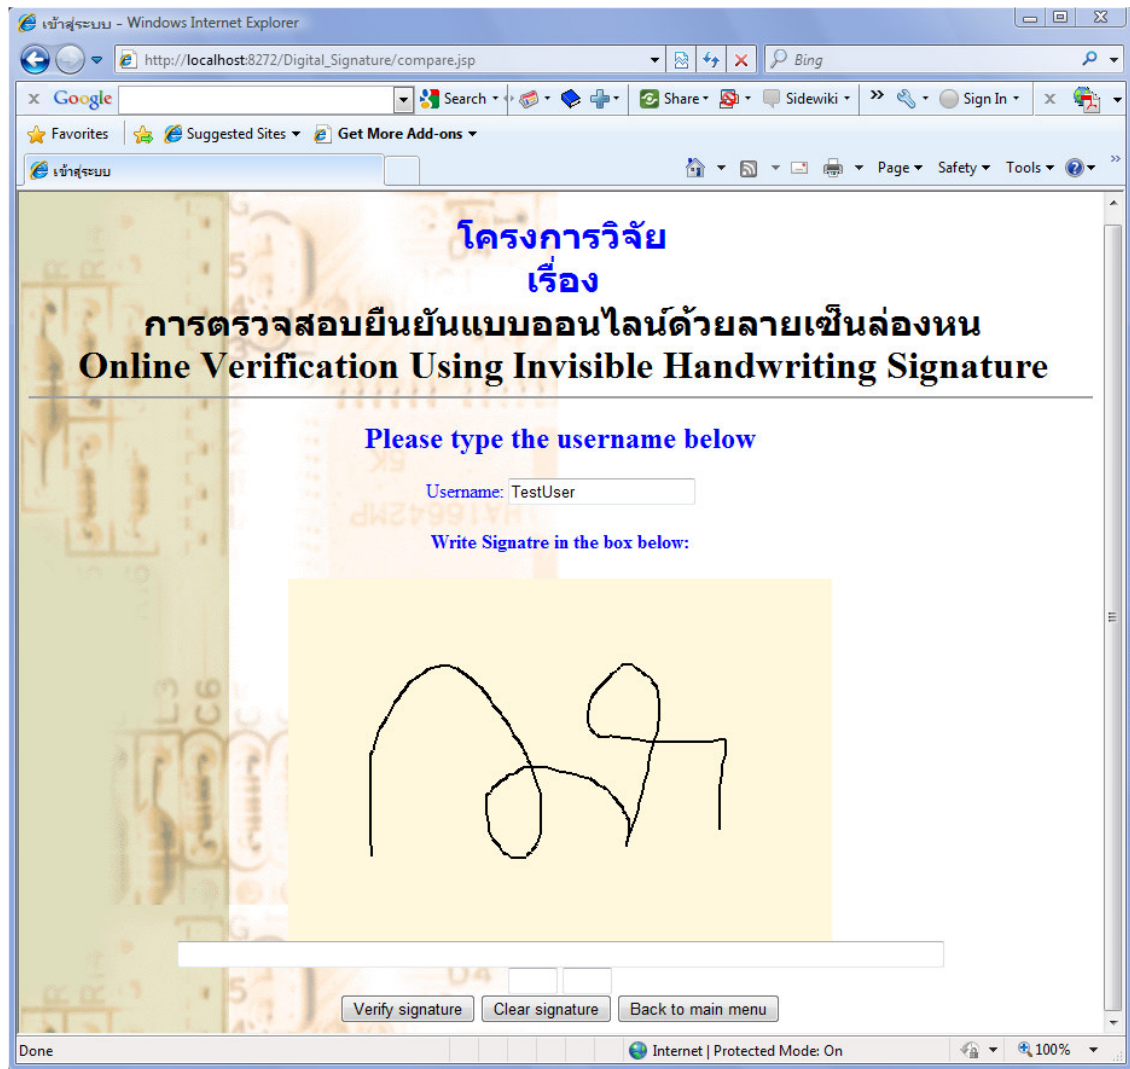 เข้าสู่ระบบ - Windows Internet Explorer
http://localhost:8272/Digital_Signature/compare.jsp Bing
x Google Search Share Sidewiki >> Sign In x
Favorites Suggested Sites Get More Add-ons
เข้าสู่ระบบ Page Safety Tools >>
โครงการวิจัย
เรื่อง
การตรวจสอบยืนยันแบบออนไลน์ด้วยลายเซ็นล่องหน
Online Verification Using Invisible Handwriting Signature
Please type the username below
Username: TestUser
Write Signatre in the box below:
Verify signature Clear signature Back to main menu
Done Internet | Protected Mode: On 100%